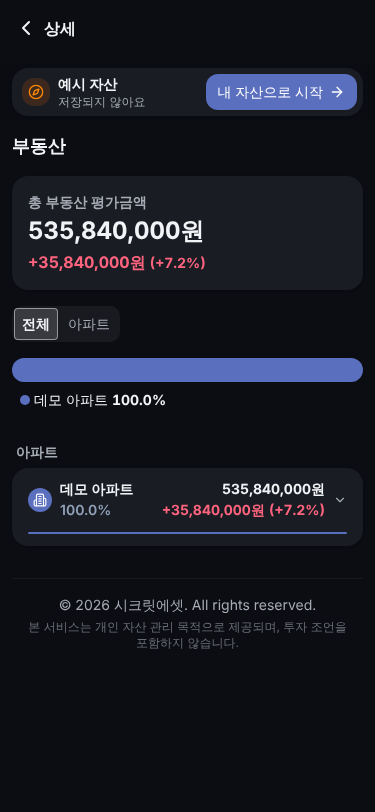 상세
예시 자산
저장되지 않아요
내 자산으로 시작
부동산
총 부동산 평가금액
535,840,000원
+35,840,000원 (+7.2%)
전체 아파트
데모 아파트 100.0%
아파트
데모 아파트 535,840,000원
100.0% +35,840,000원 (+7.2%)
© 2026 시크릿에셋. All rights reserved.
본 서비스는 개인 자산 관리 목적으로 제공되며, 투자 조언을
포함하지 않습니다.